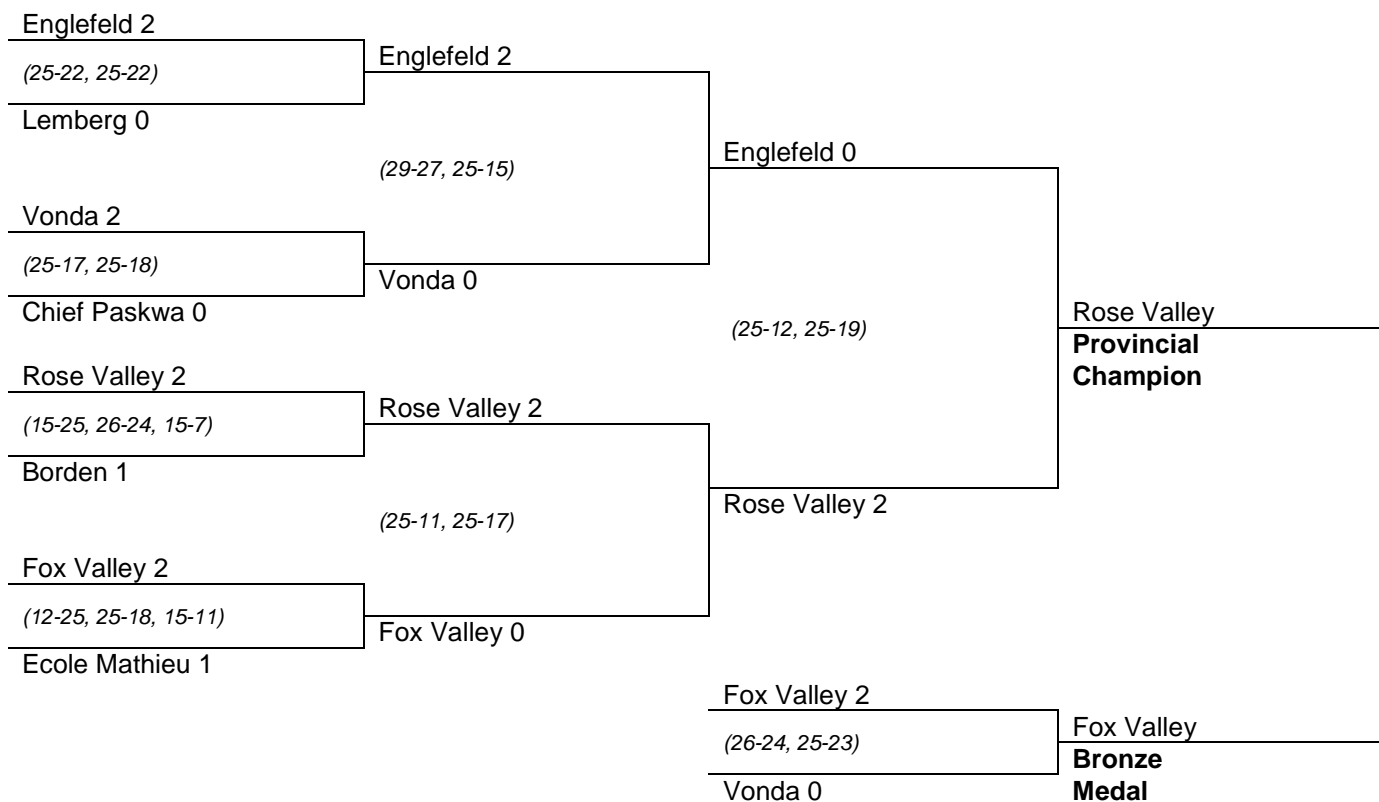 Englefeld 2
(25-22, 25-22)
Englefeld 2
Lemberg 0
(29-27, 25-15)
Englefeld 0
Vonda 2
(25-17, 25-18)
Vonda 0
Chief Paskwa 0
(25-12, 25-19)
Rose Valley
Provincial
Champion
Rose Valley 2
(15-25, 26-24, 15-7)
Rose Valley 2
Borden 1
(25-11, 25-17)
Rose Valley 2
Fox Valley 2
(12-25, 25-18, 15-11)
Fox Valley 0
Ecole Mathieu 1
Fox Valley 2
(26-24, 25-23)
Vonda 0
Fox Valley
Bronze
Medal